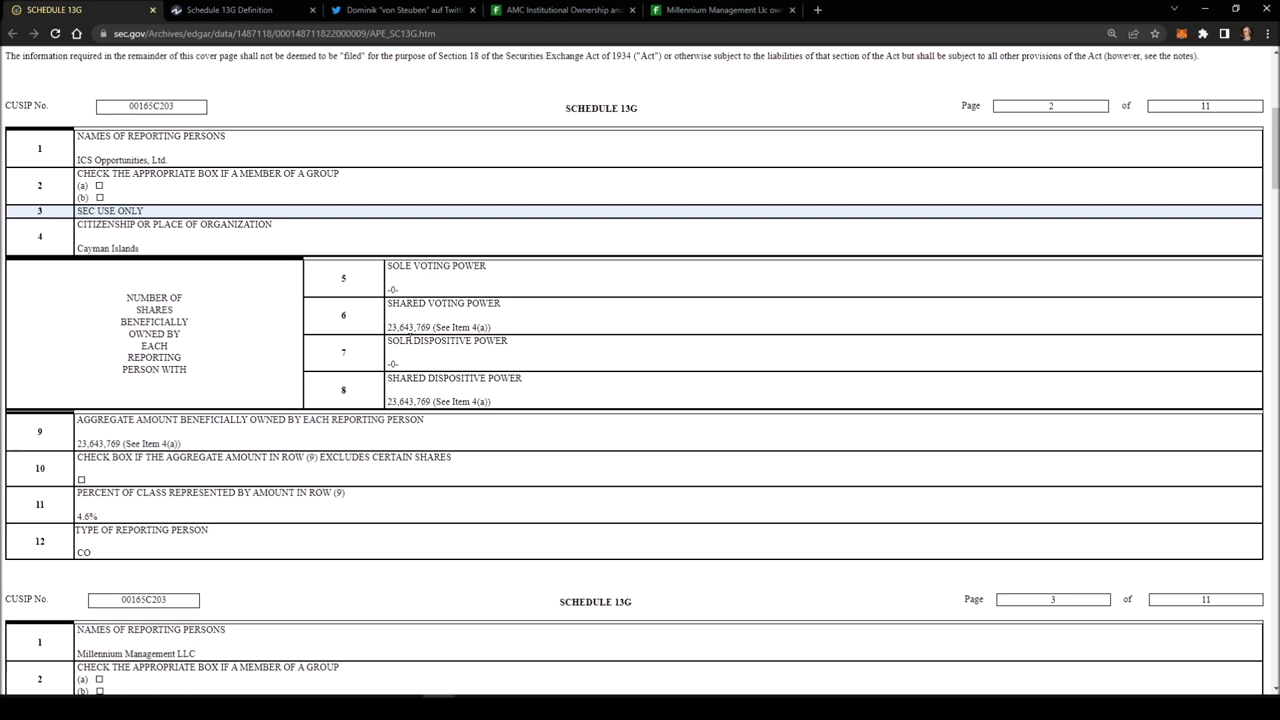 SCHEDULE 13G
Schedule 13G Definition
Dominik "von Steuben" auf Twitt
AMC Institutional Ownership and
Millennium Management Llc own
sec.gov/Archives/edgar/data/1487118/000148711822000009/APE_SC13G.htm
The information required in the remainder of this cover page shall not be deemed to be "filed" for the purpose of Section 18 of the Securities Exchange Act of 1934 ("Act") or otherwise subject to the liabilities of that section of the Act but shall be subject to all other provisions of the Act (however, see the notes).
CUSIP No. 00165C203 SCHEDULE 13G Page 2 of 11
1 NAMES OF REPORTING PERSONS
ICS Opportunities, Ltd.
2 CHECK THE APPROPRIATE BOX IF A MEMBER OF A GROUP
(a) ☐
(b) ☐
3 SEC USE ONLY
4 CITIZENSHIP OR PLACE OF ORGANIZATION
Cayman Islands
NUMBER OF
SHARES
BENEFICIALLY
OWNED BY
EACH
REPORTING
PERSON WITH
5 SOLE VOTING POWER
-0-
6 SHARED VOTING POWER
23,643,769 (See Item 4(a))
7 SOLE DISPOSITIVE POWER
-0-
8 SHARED DISPOSITIVE POWER
23,643,769 (See Item 4(a))
9 AGGREGATE AMOUNT BENEFICIALLY OWNED BY EACH REPORTING PERSON
23,643,769 (See Item 4(a))
10 CHECK BOX IF THE AGGREGATE AMOUNT IN ROW (9) EXCLUDES CERTAIN SHARES
☐
11 PERCENT OF CLASS REPRESENTED BY AMOUNT IN ROW (9)
4.6%
12 TYPE OF REPORTING PERSON
CO
CUSIP No. 00165C203 SCHEDULE 13G Page 3 of 11
1 NAMES OF REPORTING PERSONS
Millennium Management LLC
2 CHECK THE APPROPRIATE BOX IF A MEMBER OF A GROUP
(a) ☐
(b) ☐